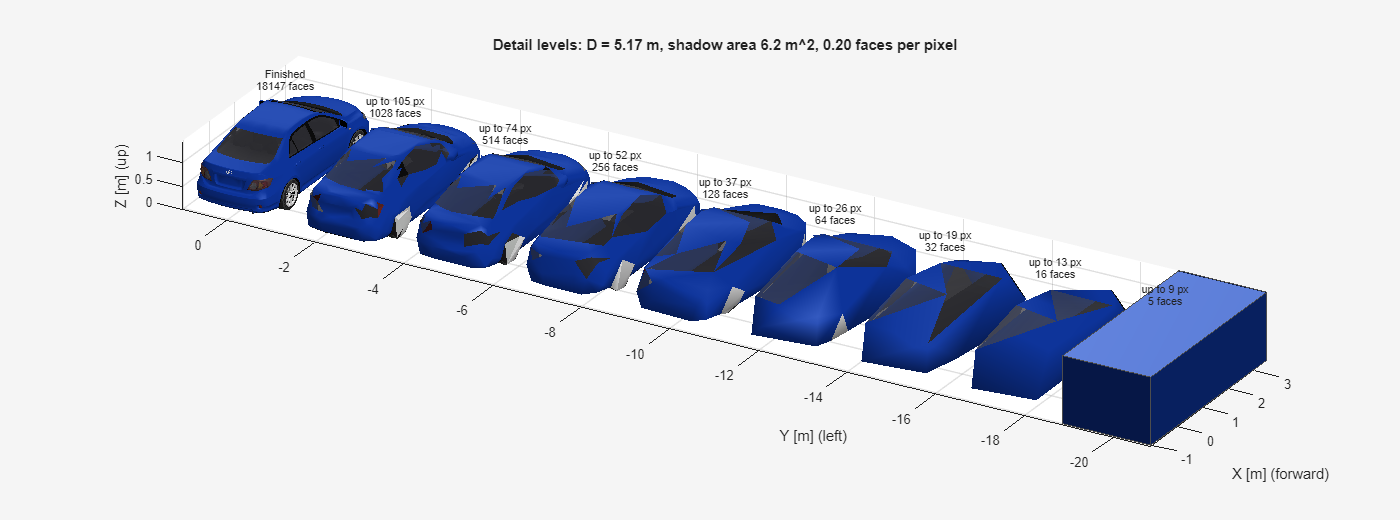 Detail levels: D = 5.17 m, shadow area 6.2 m^2, 0.20 faces per pixel
Finished
18147 faces
up to 105 px
1028 faces
up to 74 px
514 faces
up to 52 px
256 faces
up to 37 px
128 faces
up to 26 px
64 faces
up to 19 px
32 faces
up to 13 px
16 faces
up to 9 px
5 faces
Z [m] (up)
1
0.5
0
0
-2
-4
-6
-8
-10
-12
-14
-16
-18
-20
Y [m] (left)
3
2
1
0
-1
X [m] (forward)